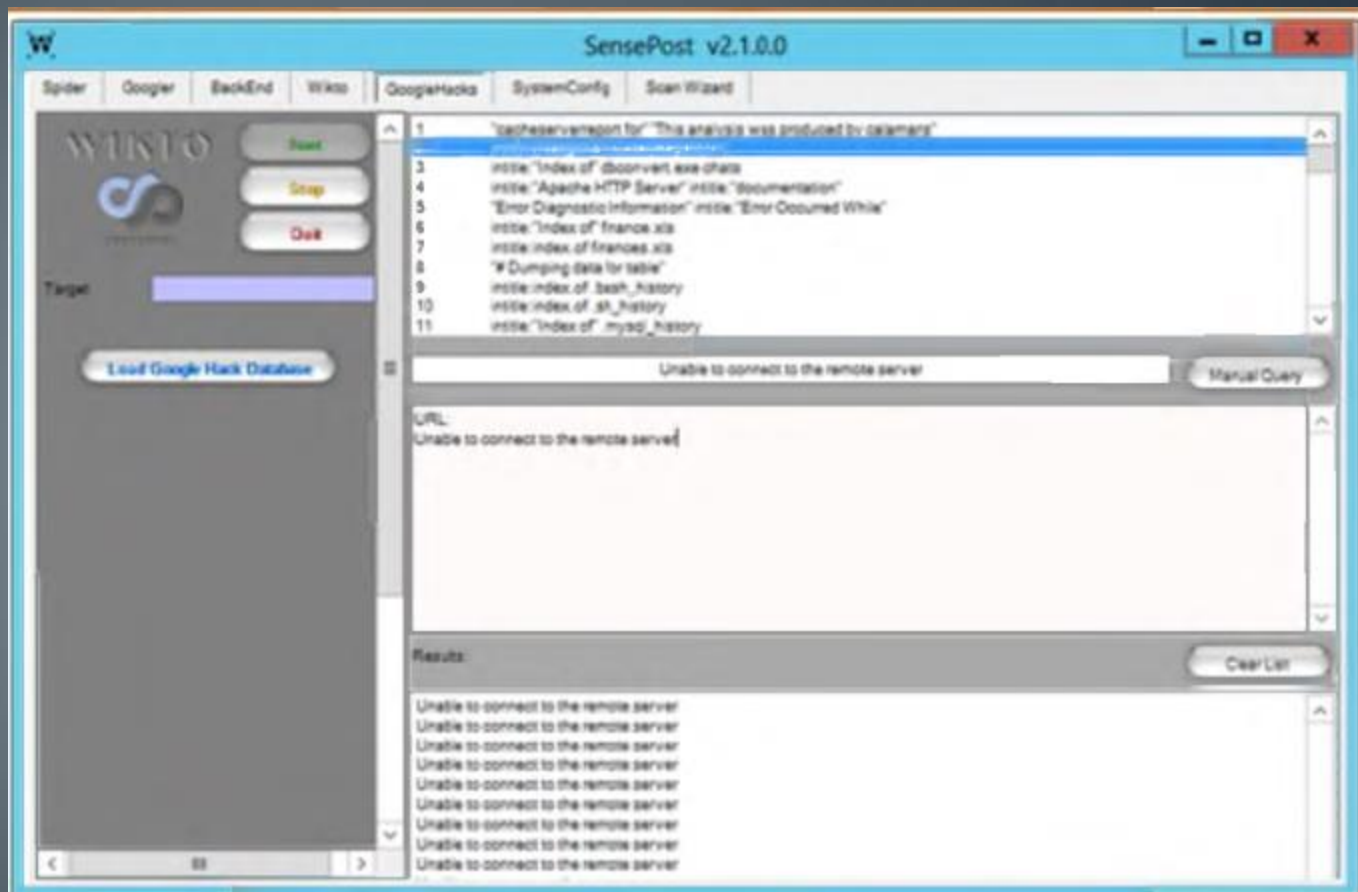 W
SensePost v2.1.0.0
Spider Googler BackEnd Wikto GoogleHacks SystemConfig Scan Wizard
WIKTO
Start
Stop
Quit
Target
Load Google Hack Database
1 "cacheserverreport for" "This analysis was produced by calamaris"
3 intitle:"Index of" dbconvert.exe chats
4 intitle:"Apache HTTP Server" intitle:"documentation"
5 "Error Diagnostic Information" intitle:"Error Occurred While"
6 intitle:"Index of" finance.xls
7 intitle:index.of finances.xls
8 "# Dumping data for table"
9 intitle:index.of .bash_history
10 intitle:index.of .sh_history
11 intitle:"Index of" .mysql_history
Unable to connect to the remote server
Manual Query
URL:
Unable to connect to the remote server
Results:
Clear List
Unable to connect to the remote server
Unable to connect to the remote server
Unable to connect to the remote server
Unable to connect to the remote server
Unable to connect to the remote server
Unable to connect to the remote server
Unable to connect to the remote server
Unable to connect to the remote server
Unable to connect to the remote server